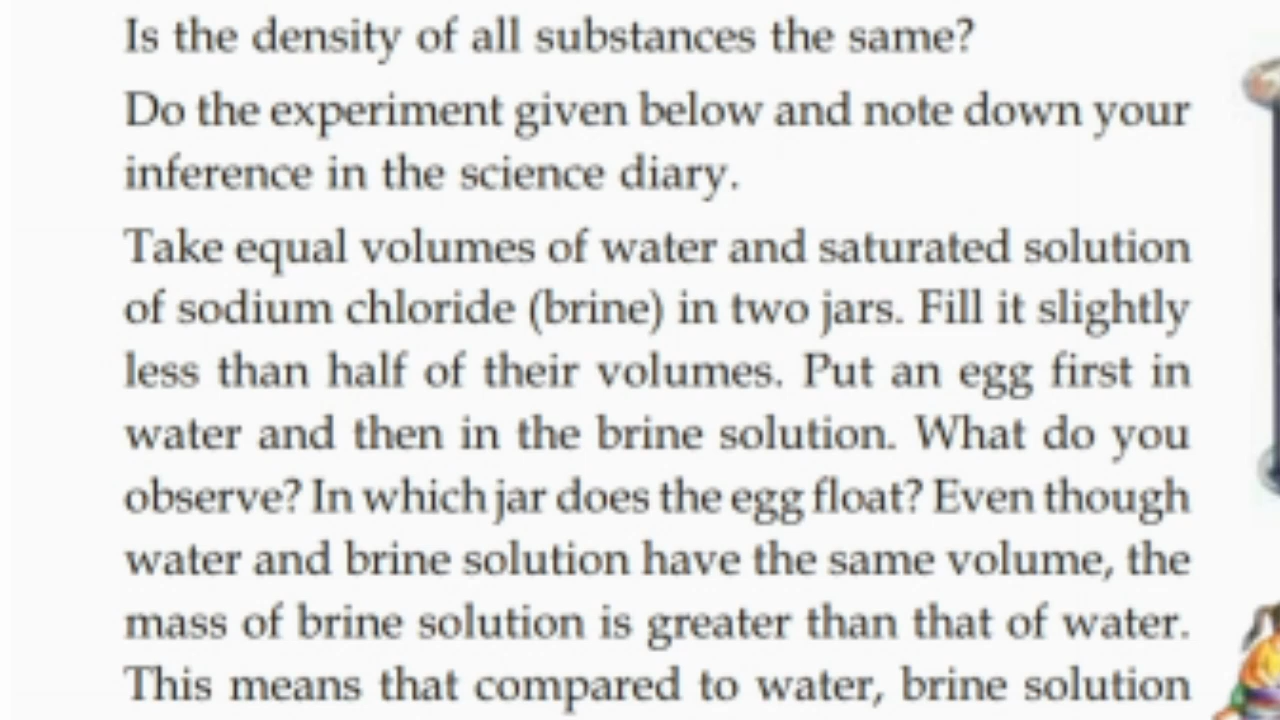 Is the density of all substances the same?
Do the experiment given below and note down your
inference in the science diary.
Take equal volumes of water and saturated solution
of sodium chloride (brine) in two jars. Fill it slightly
less than half of their volumes. Put an egg first in
water and then in the brine solution. What do you
observe? In which jar does the egg float? Even though
water and brine solution have the same volume, the
mass of brine solution is greater than that of water.
This means that compared to water, brine solution